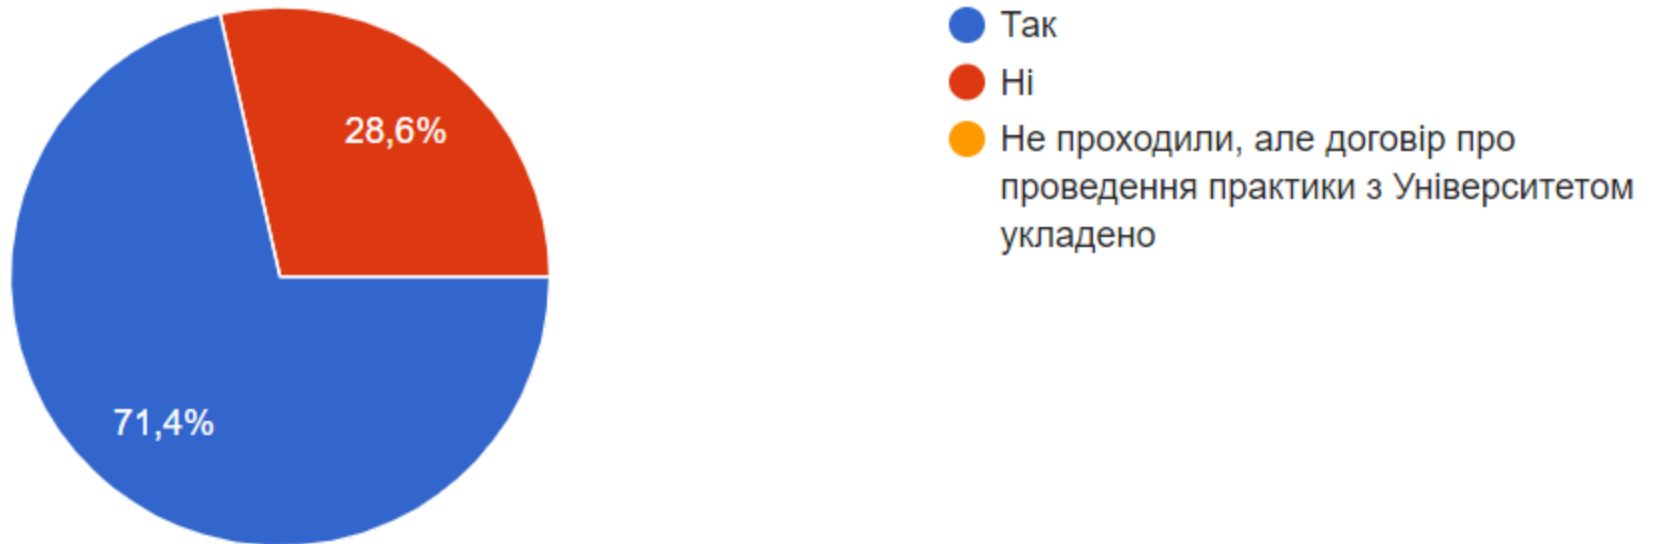 Так
28,6%
Ні
Не проходили, але договір про
проведення практики з Університетом
укладено
71,4%